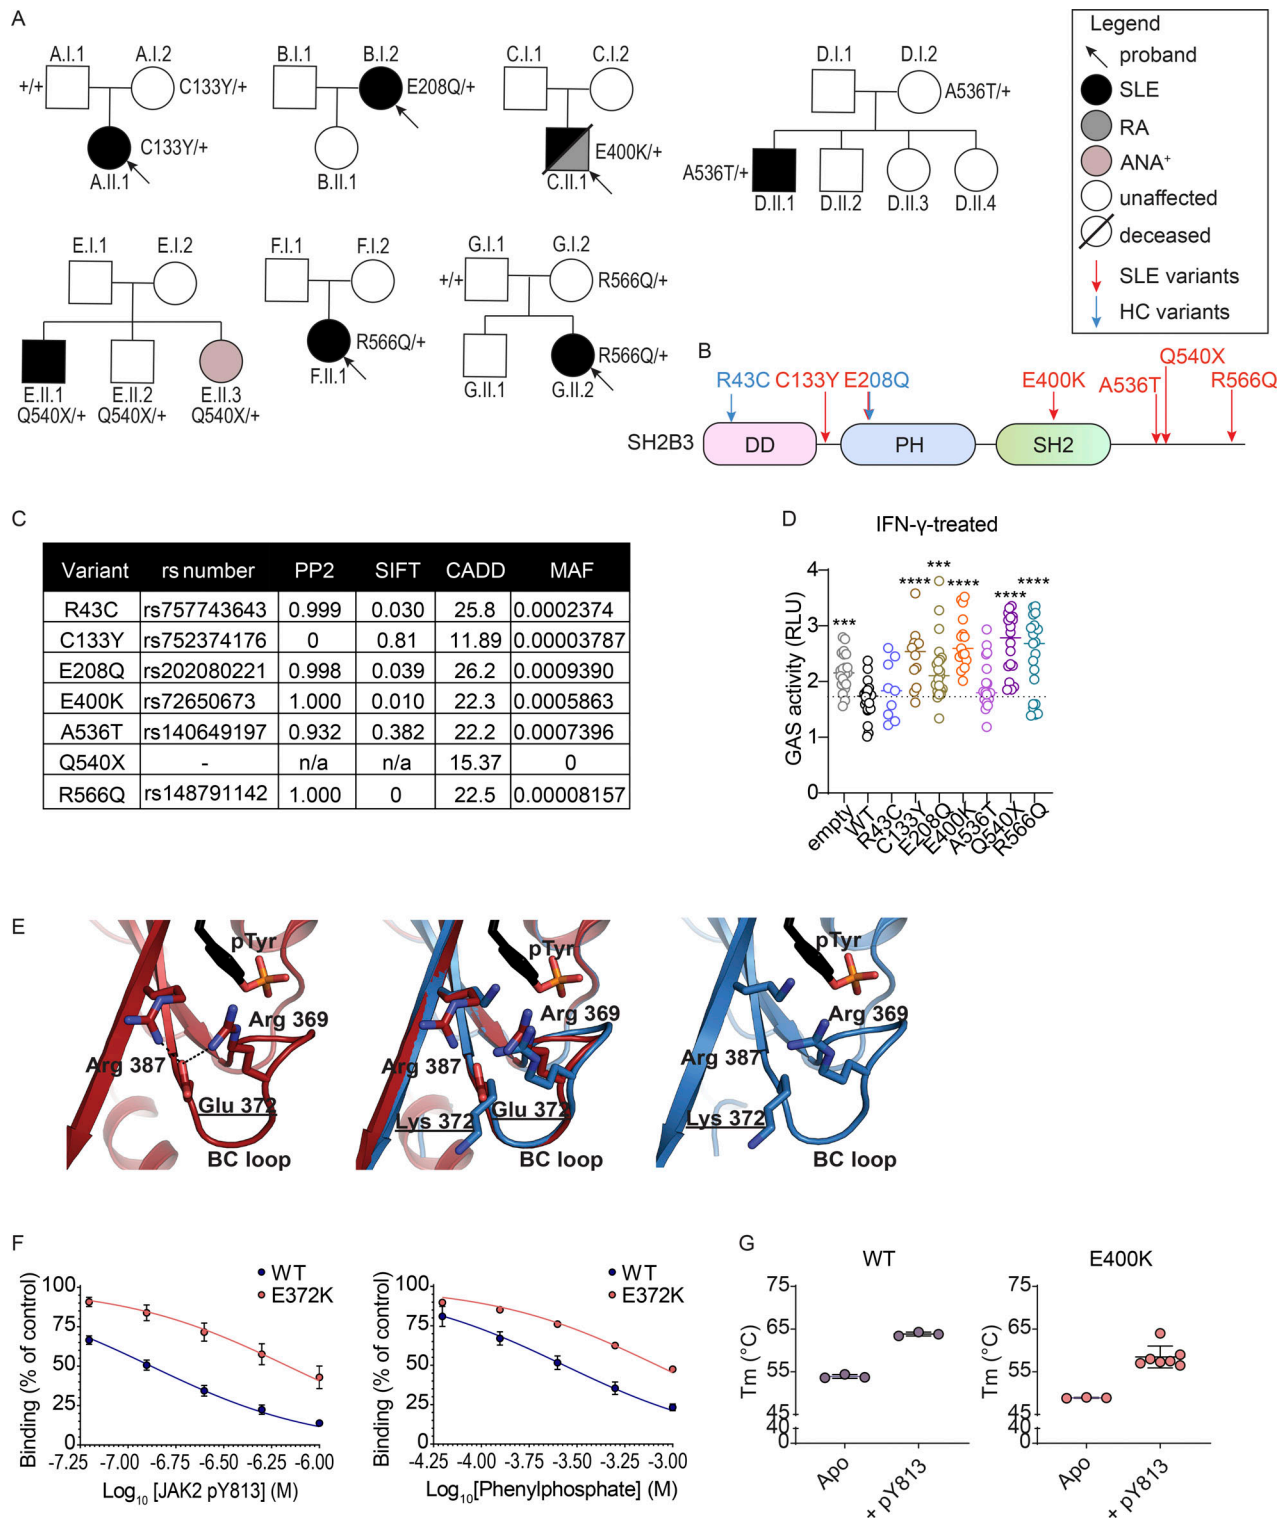 A
A.I.1 A.I.2
+/+ C133Y/+
C133Y/+
A.II.1
B.I.1 B.I.2
E208Q/+
B.II.1
C.I.1 C.I.2
E400K/+
C.II.1
D.I.1 D.I.2
A536T/+
A536T/+
D.II.1 D.II.2 D.II.3 D.II.4
Legend
proband
SLE
RA
ANA⁺
unaffected
deceased
SLE variants
HC variants
E.I.1 E.I.2
E.II.1 E.II.2 E.II.3
Q540X/+ Q540X/+ Q540X/+
F.I.1 F.I.2
R566Q/+
F.II.1
G.I.1 G.I.2
+/+ R566Q/+
R566Q/+
G.II.1 G.II.2
B
Q540X
R43C C133Y E208Q E400K A536T R566Q
SH2B3 DD PH SH2
C
Variant rs number PP2 SIFT CADD MAF
R43C rs757743643 0.999 0.030 25.8 0.0002374
C133Y rs752374176 0 0.81 11.89 0.00003787
E208Q rs202080221 0.998 0.039 26.2 0.0009390
E400K rs72650673 1.000 0.010 22.3 0.0005863
A536T rs140649197 0.932 0.382 22.2 0.0007396
Q540X - n/a n/a 15.37 0
R566Q rs148791142 1.000 0 22.5 0.00008157
D
IFN-γ-treated
GAS activity (RLU)
4
3
2
1
0
*** **** *** **** **** ****
empty WT R43C C133Y E208Q E400K A536T Q540X R566Q
E
pTyr
Arg 369
Arg 387
Glu 372
BC loop
pTyr
Arg 369
Arg 387
Lys 372 Glu 372
BC loop
pTyr
Arg 369
Arg 387
Lys 372
BC loop
F
Binding (% of control)
100
75
50
25
0
WT
E372K
-7.25 -7.00 -6.75 -6.50 -6.25 -6.00
Log₁₀ [JAK2 pY813] (M)
Binding (% of control)
100
75
50
25
0
WT
E372K
-4.25 -4.00 -3.75 -3.50 -3.25 -3.00
Log₁₀[Phenylphosphate] (M)
G
WT
Tm (°C)
75
65
55
45
40
0
Apo + pY813
E400K
Tm (°C)
75
65
55
45
40
0
Apo + pY813